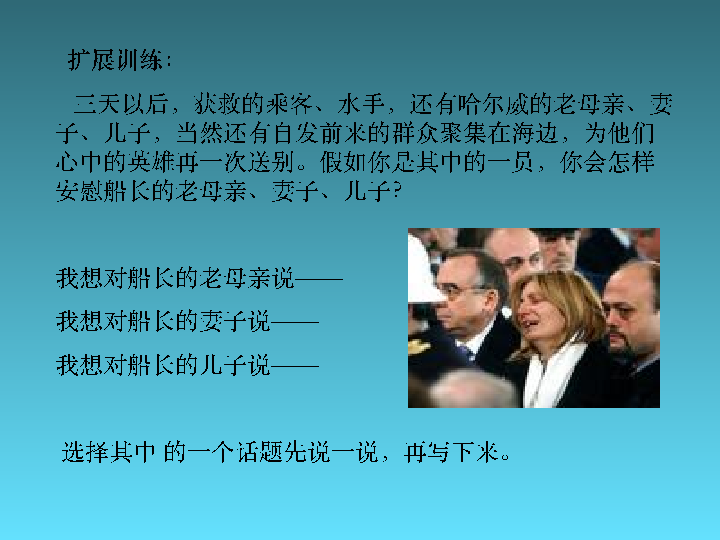 扩展训练：
三天以后，获救的乘客、水手，还有哈尔威的老母亲、妻
子、儿子，当然还有自发前来的群众聚集在海边，为他们
心中的英雄再一次送别。假如你是其中的一员，你会怎样
安慰船长的老母亲、妻子、儿子？
我想对船长的老母亲说——
我想对船长的妻子说——
我想对船长的儿子说——
选择其中 的一个话题先说一说，再写下来。